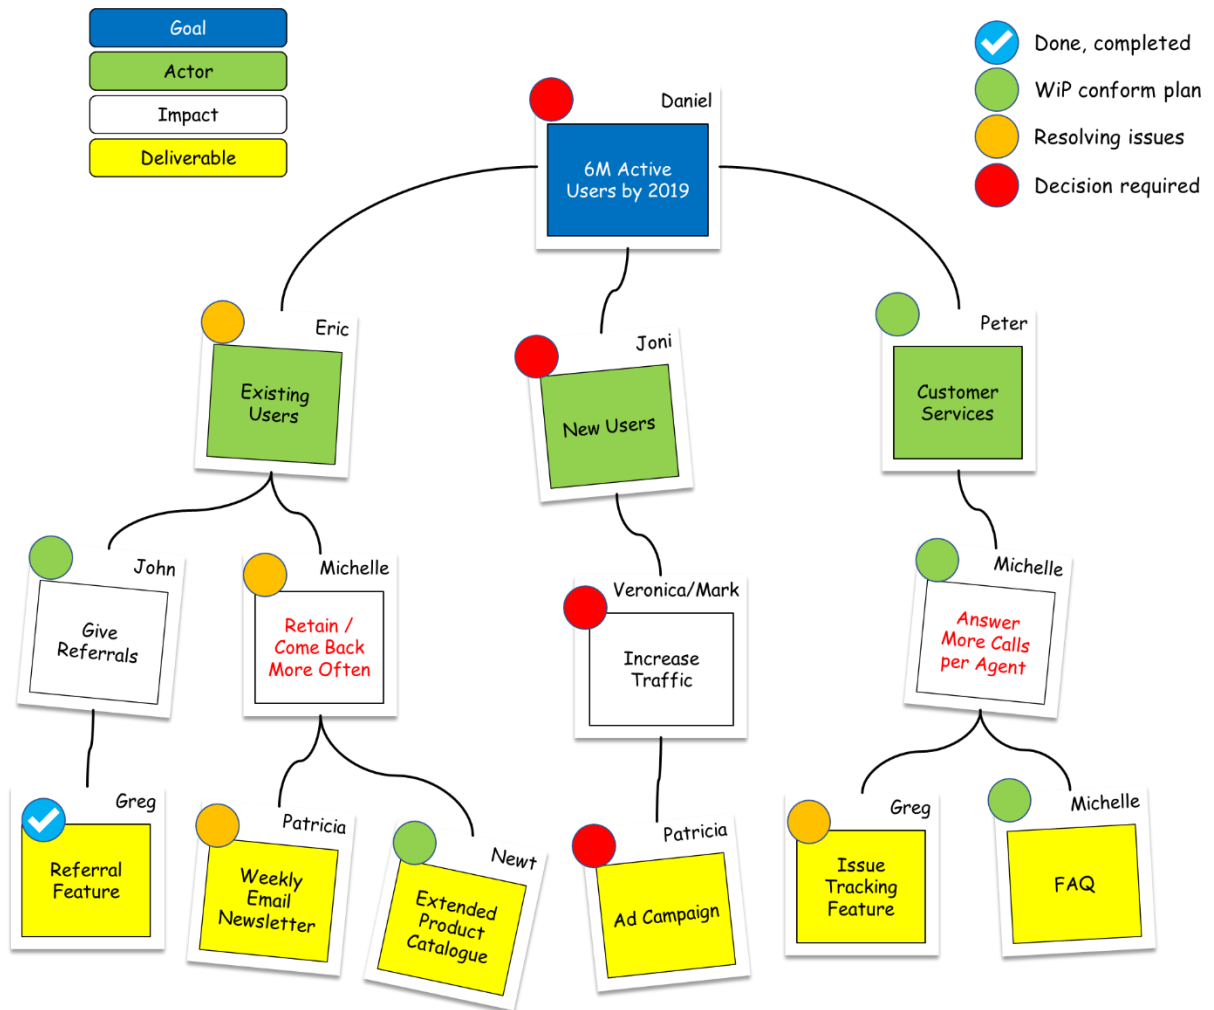 Goal
Actor
Impact
Deliverable
Done, completed
WiP conform plan
Resolving issues
Decision required
Daniel
6M Active
Users by 2019
Eric
Existing
Users
Joni
New Users
Peter
Customer
Services
John
Give
Referrals
Michelle
Retain /
Come Back
More Often
Veronica/Mark
Increase
Traffic
Michelle
Answer
More Calls
per Agent
Greg
Referral
Feature
Patricia
Weekly
Email
Newsletter
Newt
Extended
Product
Catalogue
Patricia
Ad Campaign
Greg
Issue
Tracking
Feature
Michelle
FAQ